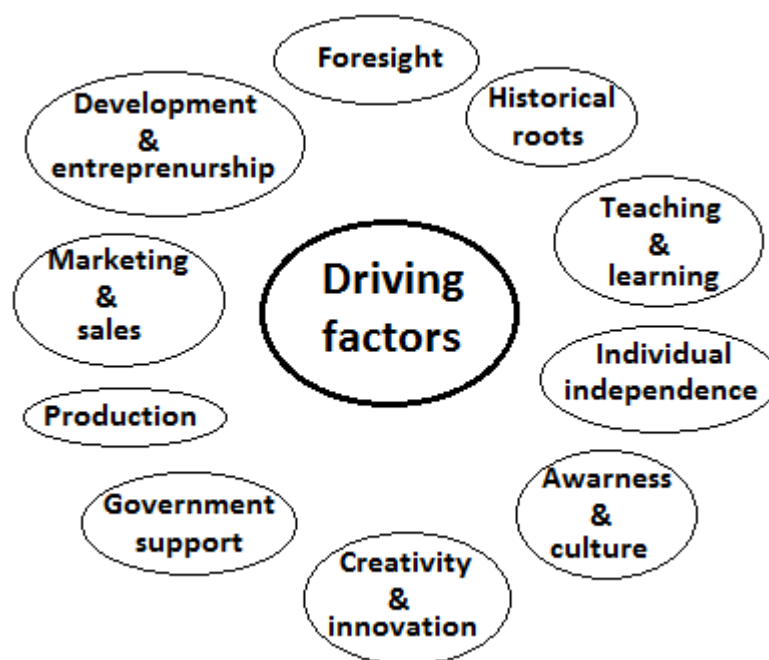 Foresight
Historical
roots
Teaching
&
learning
Individual
independence
Awarness
&
culture
Creativity
&
innovation
Government
support
Production
Marketing
&
sales
Development
&
entreprenurship
Driving
factors